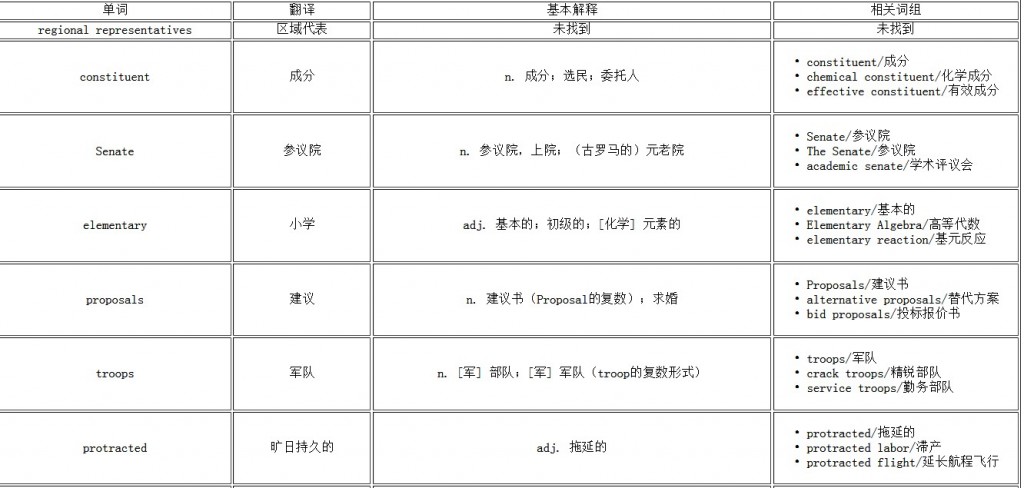 单词 翻译 基本解释 相关词组
regional representatives 区域代表 未找到 未找到
constituent 成分 n. 成分；选民；委托人
• constituent/成分
• chemical constituent/化学成分
• effective constituent/有效成分
Senate 参议院 n. 参议院，上院；（古罗马的）元老院
• Senate/参议院
• The Senate/参议院
• academic senate/学术评议会
elementary 小学 adj. 基本的；初级的；[化学] 元素的
• elementary/基本的
• Elementary Algebra/高等代数
• elementary reaction/基元反应
proposals 建议 n. 建议书（Proposal的复数）；求婚
• Proposals/建议书
• alternative proposals/替代方案
• bid proposals/投标报价书
troops 军队 n. [军] 部队；[军] 军队（troop的复数形式）
• troops/军队
• crack troops/精锐部队
• service troops/勤务部队
protracted 旷日持久的 adj. 拖延的
• protracted/拖延的
• protracted labor/滞产
• protracted flight/延长航程飞行